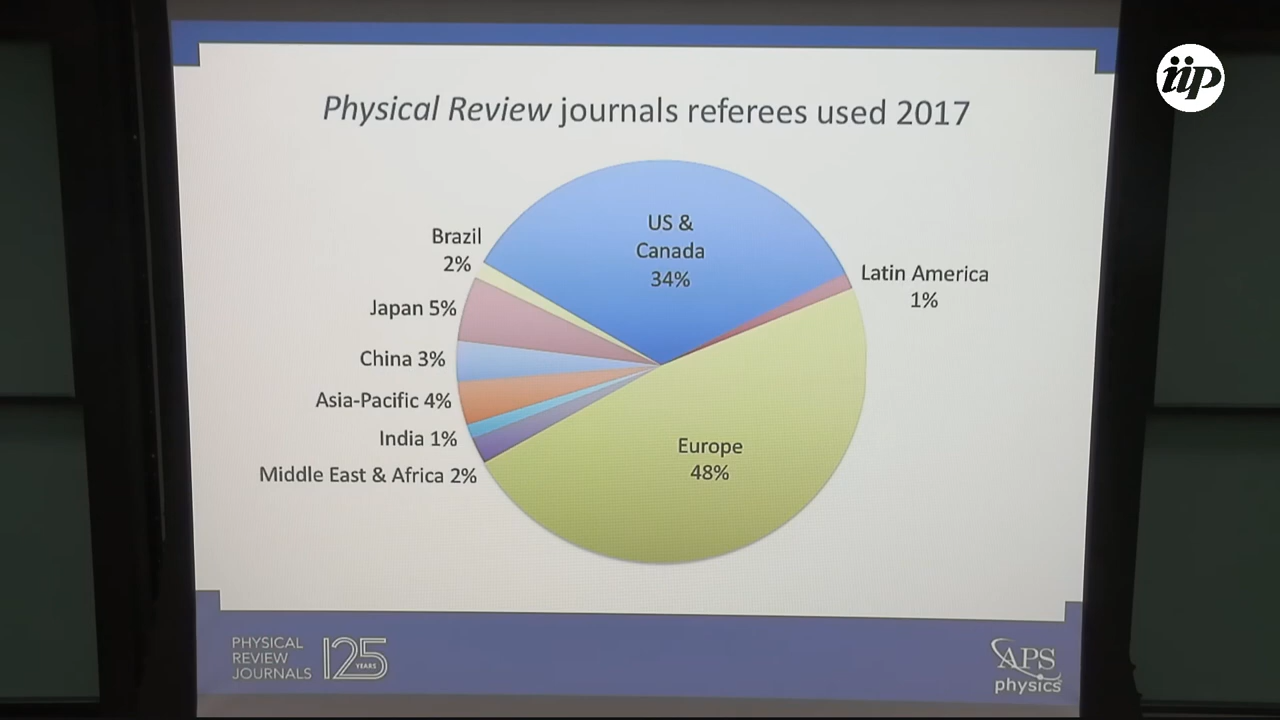 iip
Physical Review journals referees used 2017
US &
Canada
34%
Brazil
2%
Latin America
1%
Japan 5%
China 3%
Asia-Pacific 4%
India 1%
Middle East & Africa 2%
Europe
48%
PHYSICAL
REVIEW
JOURNALS
125
YEARS
APS
physics